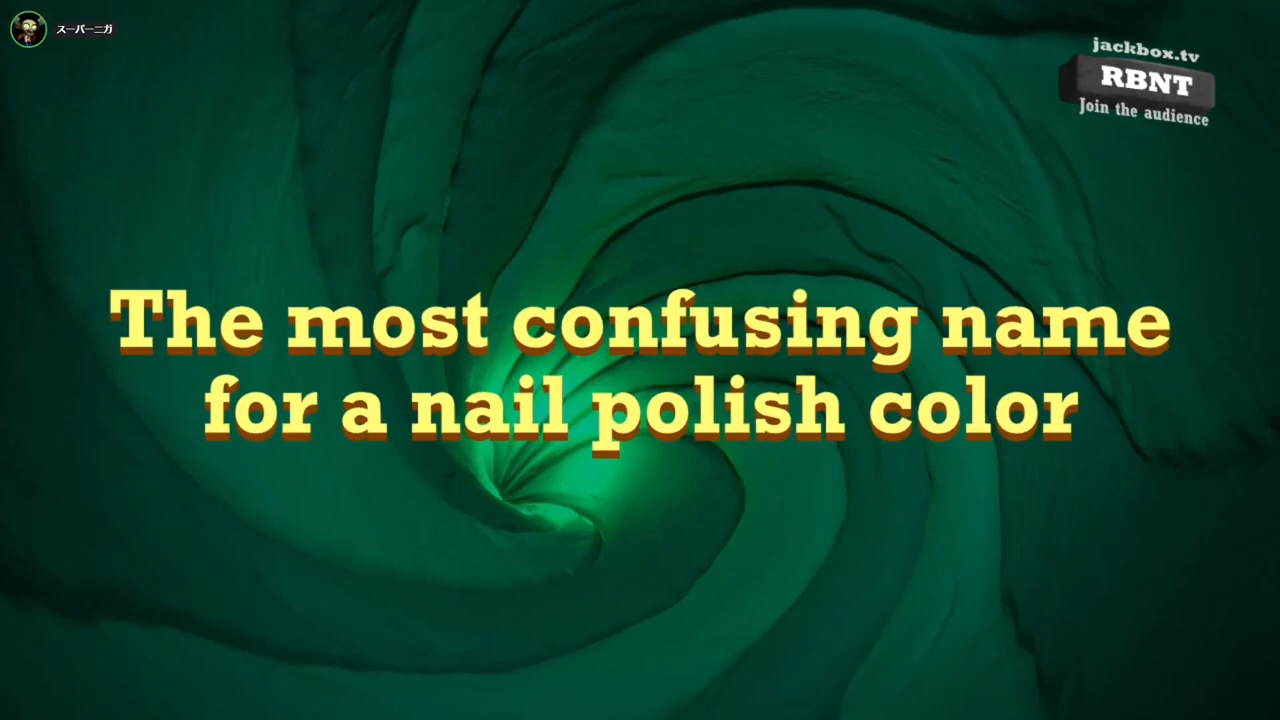 スーパーニガ
jackbox.tv
RBNT
Join the audience
The most confusing name
for a nail polish color